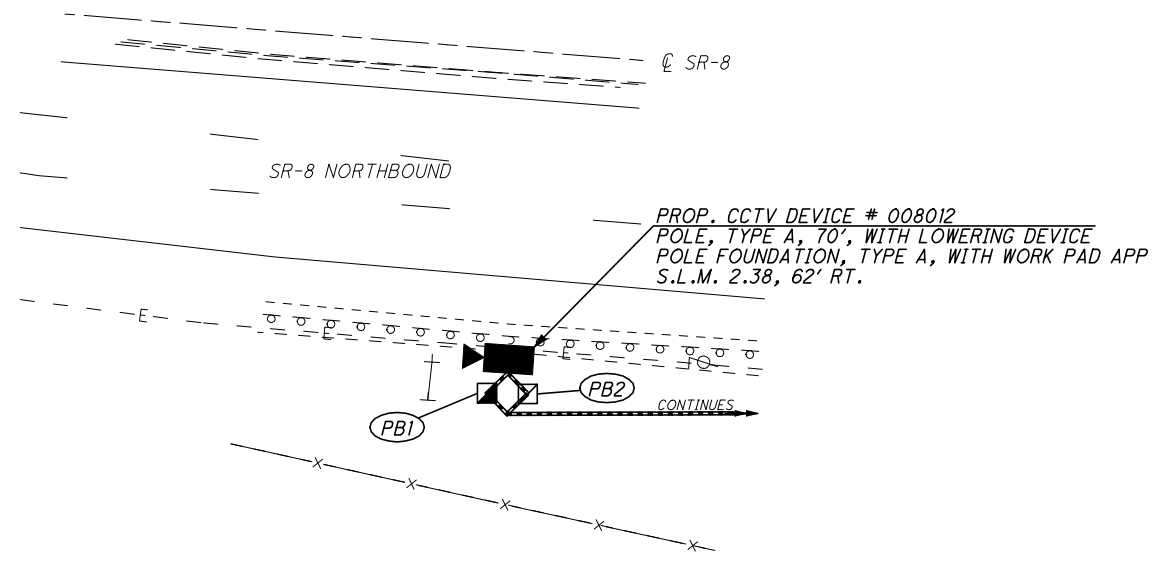 ℄ SR-8
SR-8 NORTHBOUND
PROP. CCTV DEVICE # 008012
POLE, TYPE A, 70', WITH LOWERING DEVICE
POLE FOUNDATION, TYPE A, WITH WORK PAD APP
S.L.M. 2.38, 62' RT.
E
E
E
PB2
CONTINUES
PB1
X
X
X
X
X